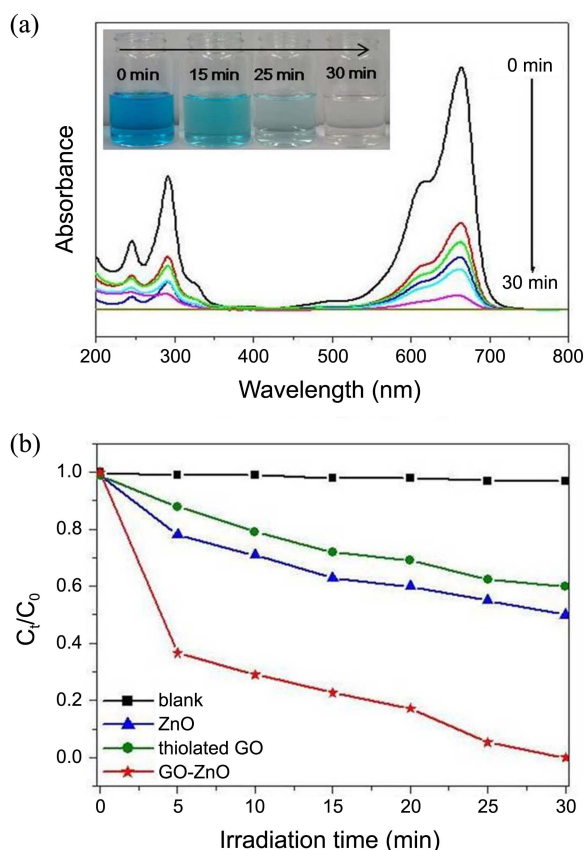 (a)
0 min 15 min 25 min 30 min
0 min
30 min
Absorbance
200 300 400 500 600 700 800
Wavelength (nm)
(b)
1.0
0.8
0.6
0.4
0.2
0.0
Ct/C0
blank
ZnO
thiolated GO
GO-ZnO
0 5 10 15 20 25 30
Irradiation time (min)